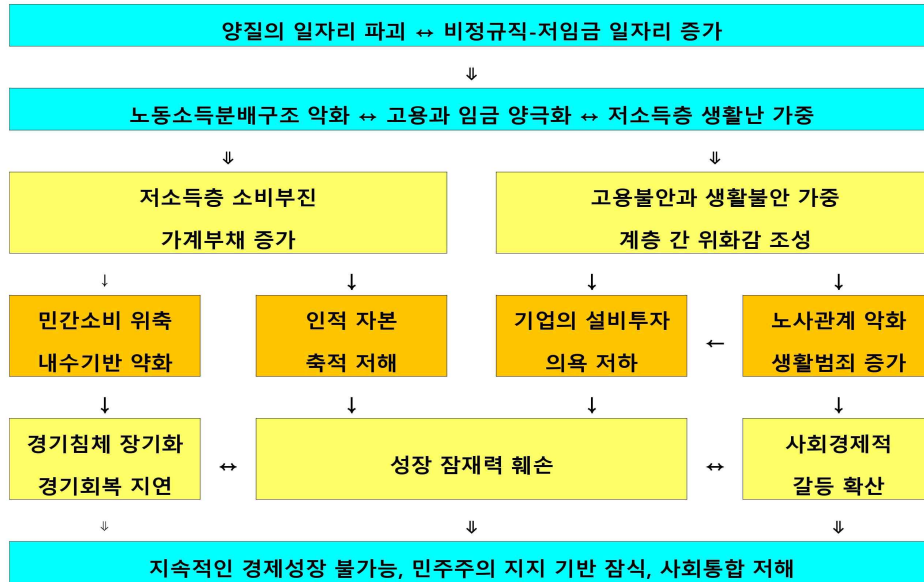 양질의 일자리 파괴 ↔ 비정규직-저임금 일자리 증가
⇓
노동소득분배구조 악화 ↔ 고용과 임금 양극화 ↔ 저소득층 생활난 가중
⇓ ⇓
저소득층 소비부진
가계부채 증가
고용불안과 생활불안 가중
계층 간 위화감 조성
↓ ↓ ↓ ↓
민간소비 위축
내수기반 약화
인적 자본
축적 저해
기업의 설비투자
의욕 저하
←
노사관계 악화
생활범죄 증가
↓ ↓ ↓ ↓
경기침체 장기화
경기회복 지연
↔
성장 잠재력 훼손
↔
사회경제적
갈등 확산
⇓ ⇓ ⇓
지속적인 경제성장 불가능, 민주주의 지지 기반 잠식, 사회통합 저해